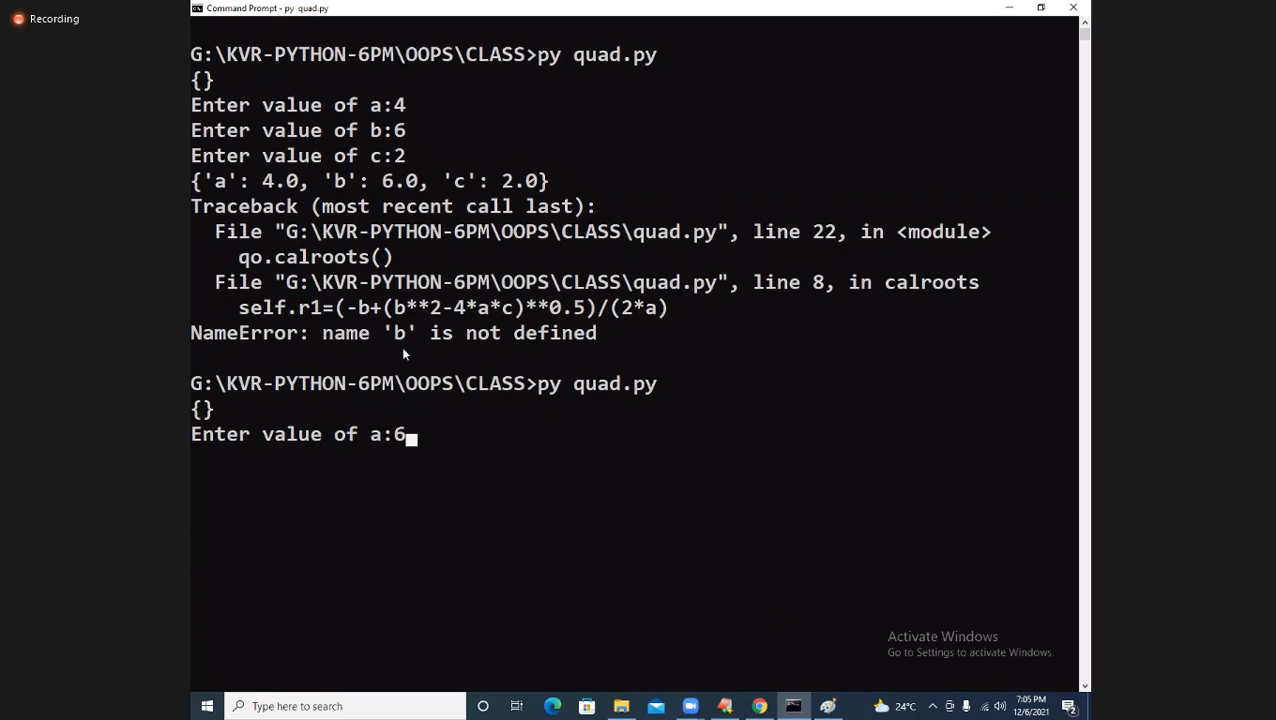 Recording
Command Prompt - py quad.py
G:\KVR-PYTHON-6PM\OOPS\CLASS>py quad.py
{}
Enter value of a:4
Enter value of b:6
Enter value of c:2
{'a': 4.0, 'b': 6.0, 'c': 2.0}
Traceback (most recent call last):
File "G:\KVR-PYTHON-6PM\OOPS\CLASS\quad.py", line 22, in <module>
qo.calroots()
File "G:\KVR-PYTHON-6PM\OOPS\CLASS\quad.py", line 8, in calroots
self.r1=(-b+(b**2-4*a*c)**0.5)/(2*a)
NameError: name 'b' is not defined
G:\KVR-PYTHON-6PM\OOPS\CLASS>py quad.py
{}
Enter value of a:6
Activate Windows
Go to Settings to activate Windows.
Type here to search
24°C
7:05 PM
12/6/2021
2